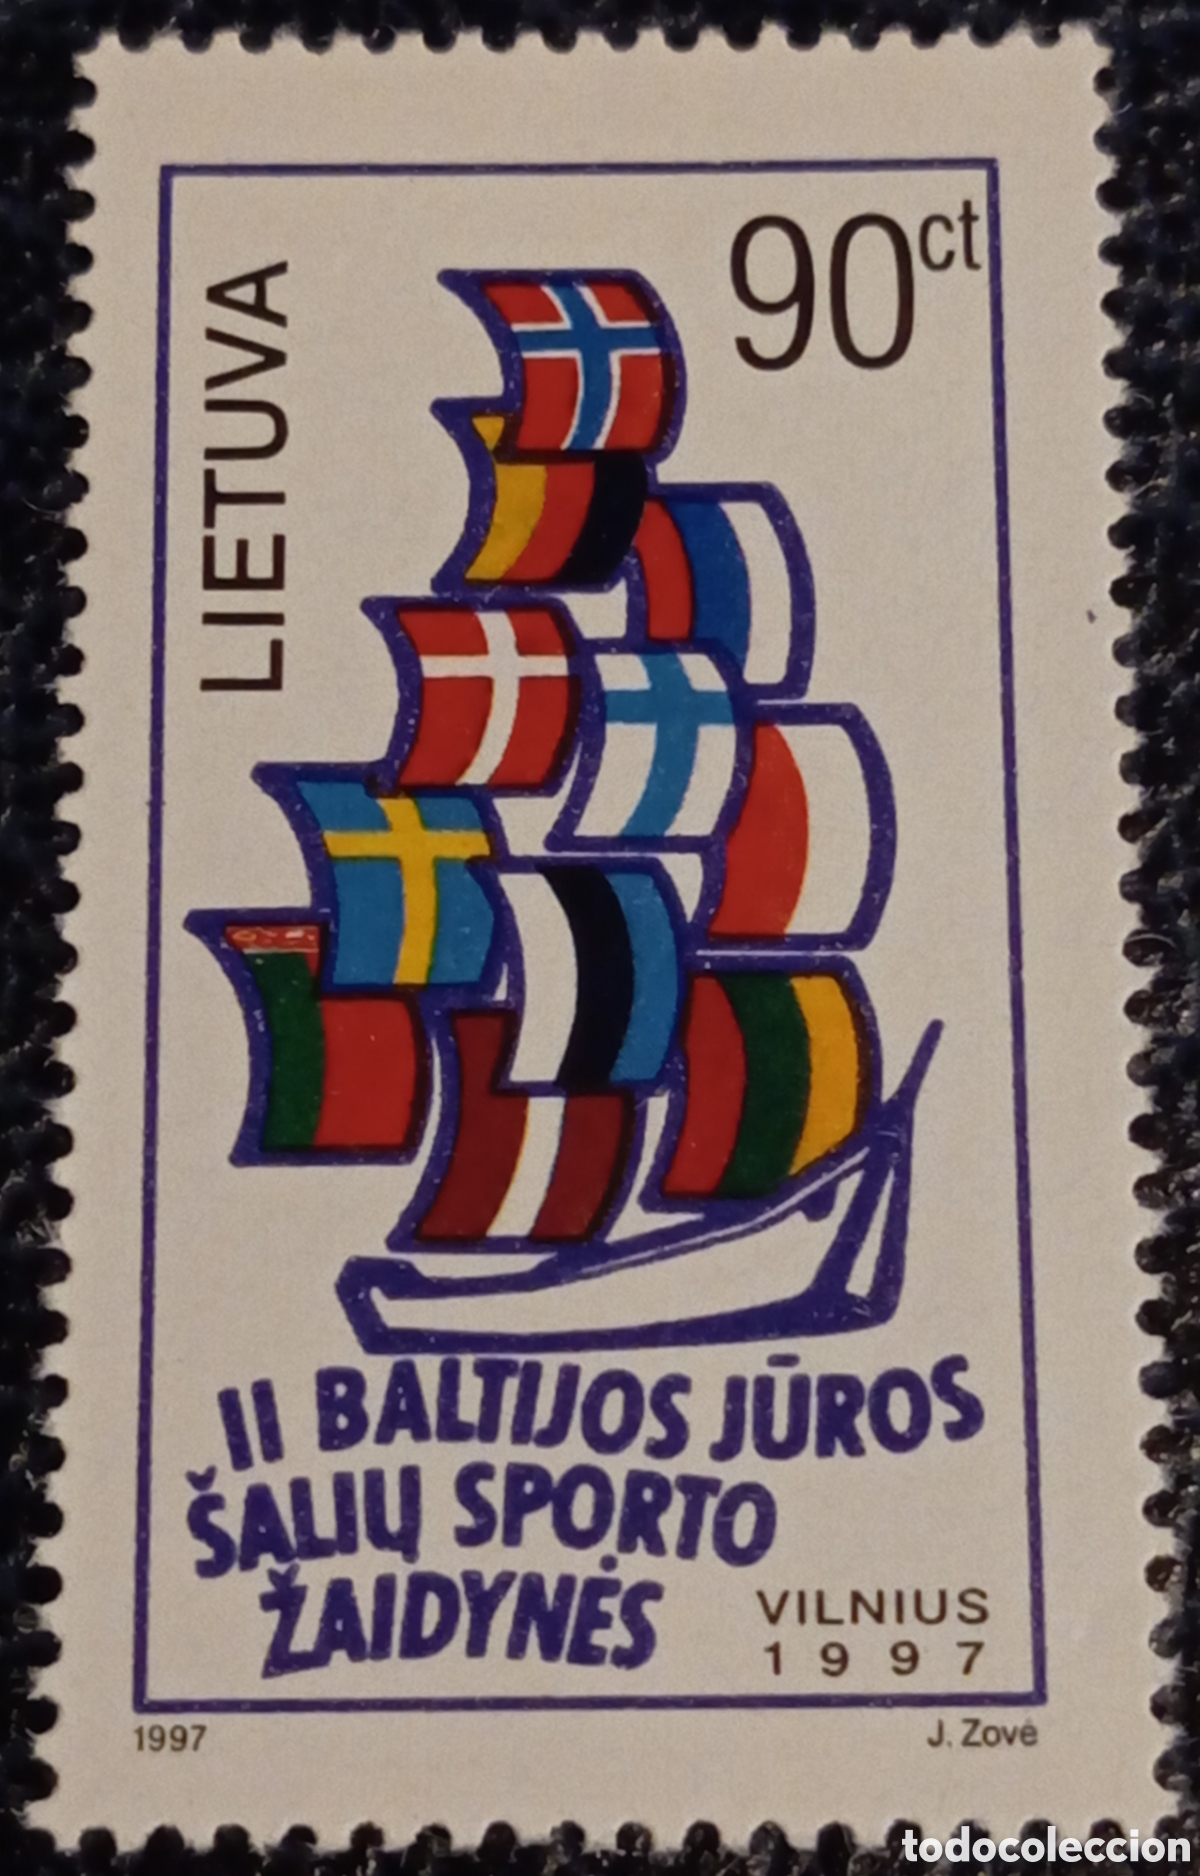 90ct
LIETUVA
II BALTIJOS JŪROS
ŠALIŲ SPORTO
ŽAIDYNĖS
VILNIUS
1997
1997
J. Zovė
todocoleccion